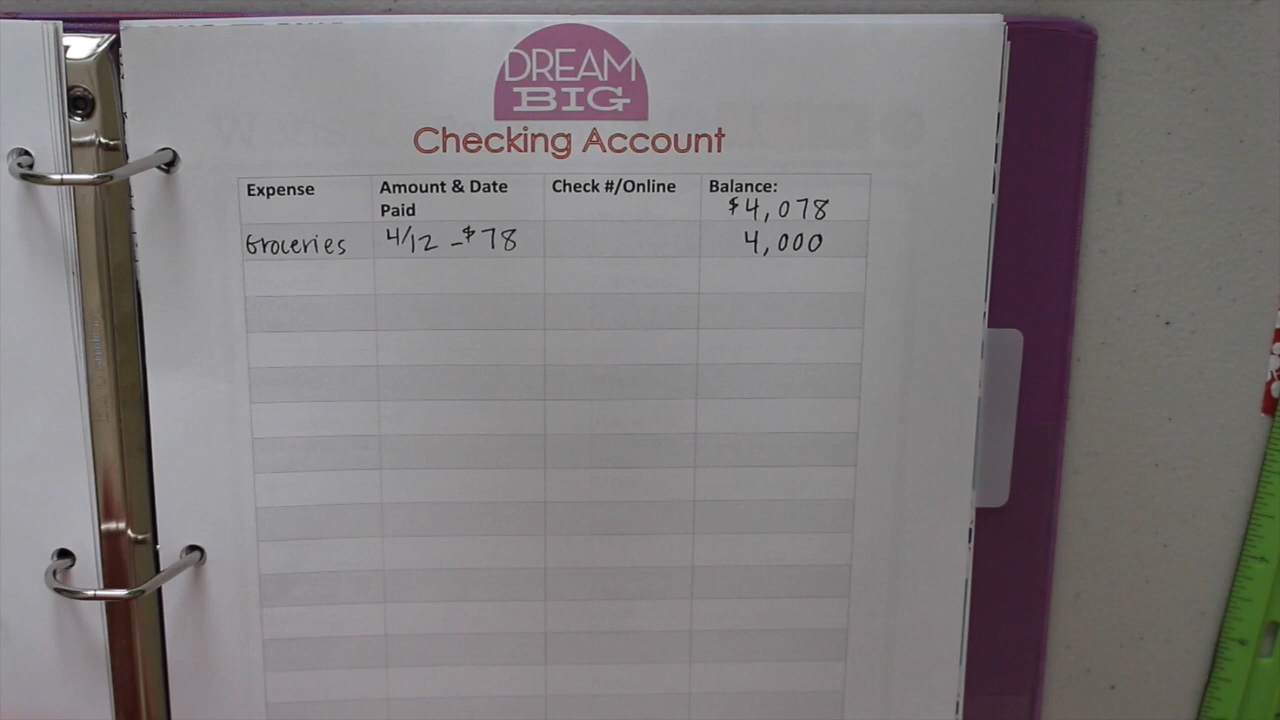 DREAM
BIG
Checking Account
Expense Amount & Date Paid Check #/Online Balance:
$4,078
Groceries 4/12 -$78 4,000